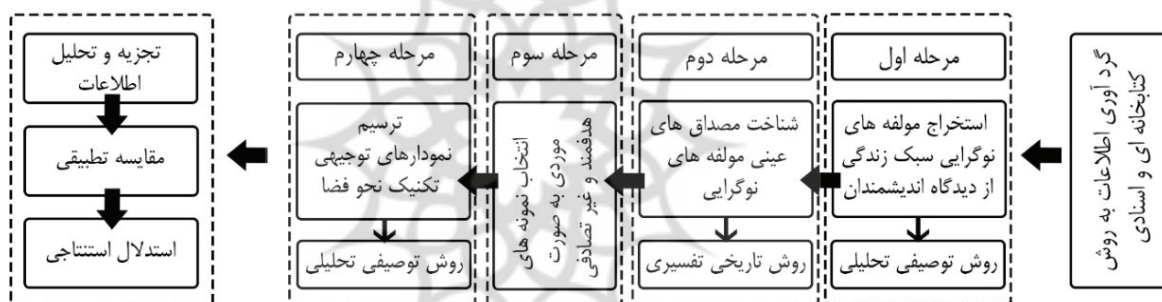 گرد آوری اطلاعات به روش
کتابخانه ای و اسنادی
مرحله اول
استخراج مولفه های
نوگرایی سبک زندگی
از دیدگاه اندیشمندان
روش توصیفی تحلیلی
مرحله دوم
شناخت مصداق های
عینی مولفه های
نوگرایی
روش تاریخی تفسیری
مرحله سوم
انتخاب نمونه های
موردی به صورت
هدفمند و غیر تصادفی
مرحله چهارم
ترسیم
نمودارهای توجیهی
تکنیک نحو فضا
روش توصیفی تحلیلی
تجزیه و تحلیل
اطلاعات
مقایسه تطبیقی
استدلال استنتاجی